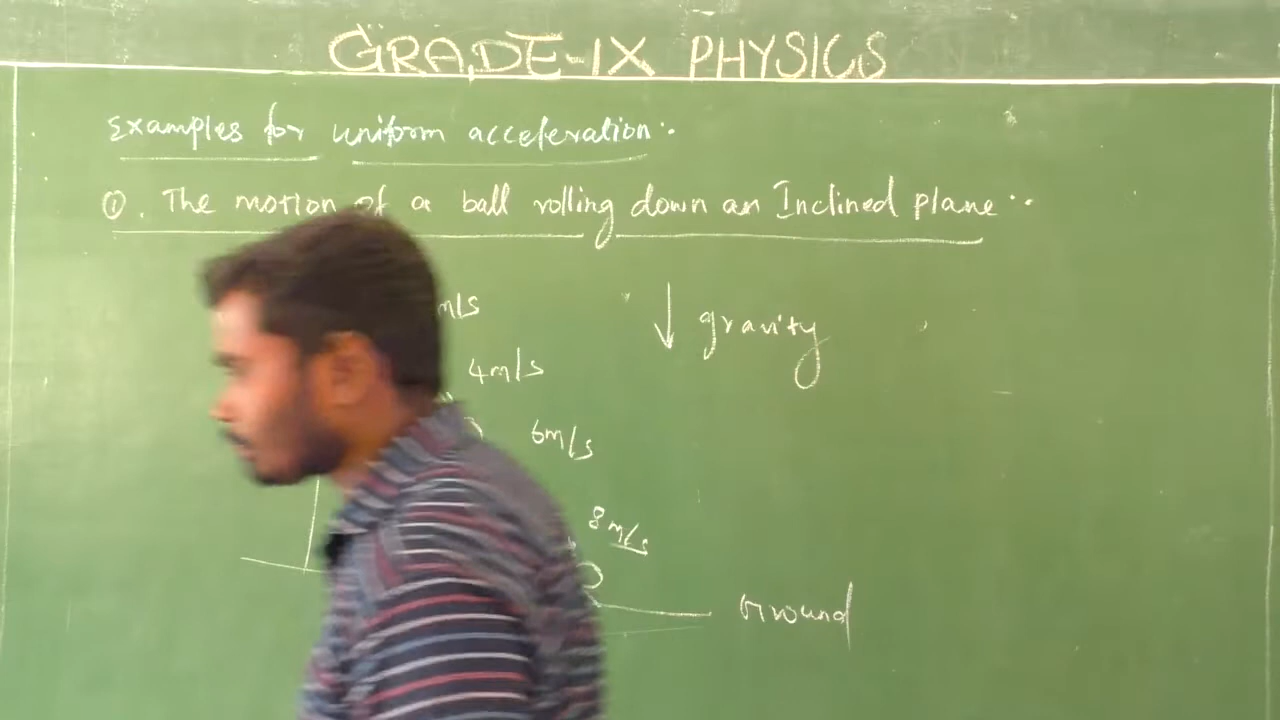 GRADE-IX PHYSICS
Examples for uniform acceleration:
①. The motion of a ball rolling down an Inclined plane:
m/s
gravity
4m/s
6m/s
8m/s
Ground